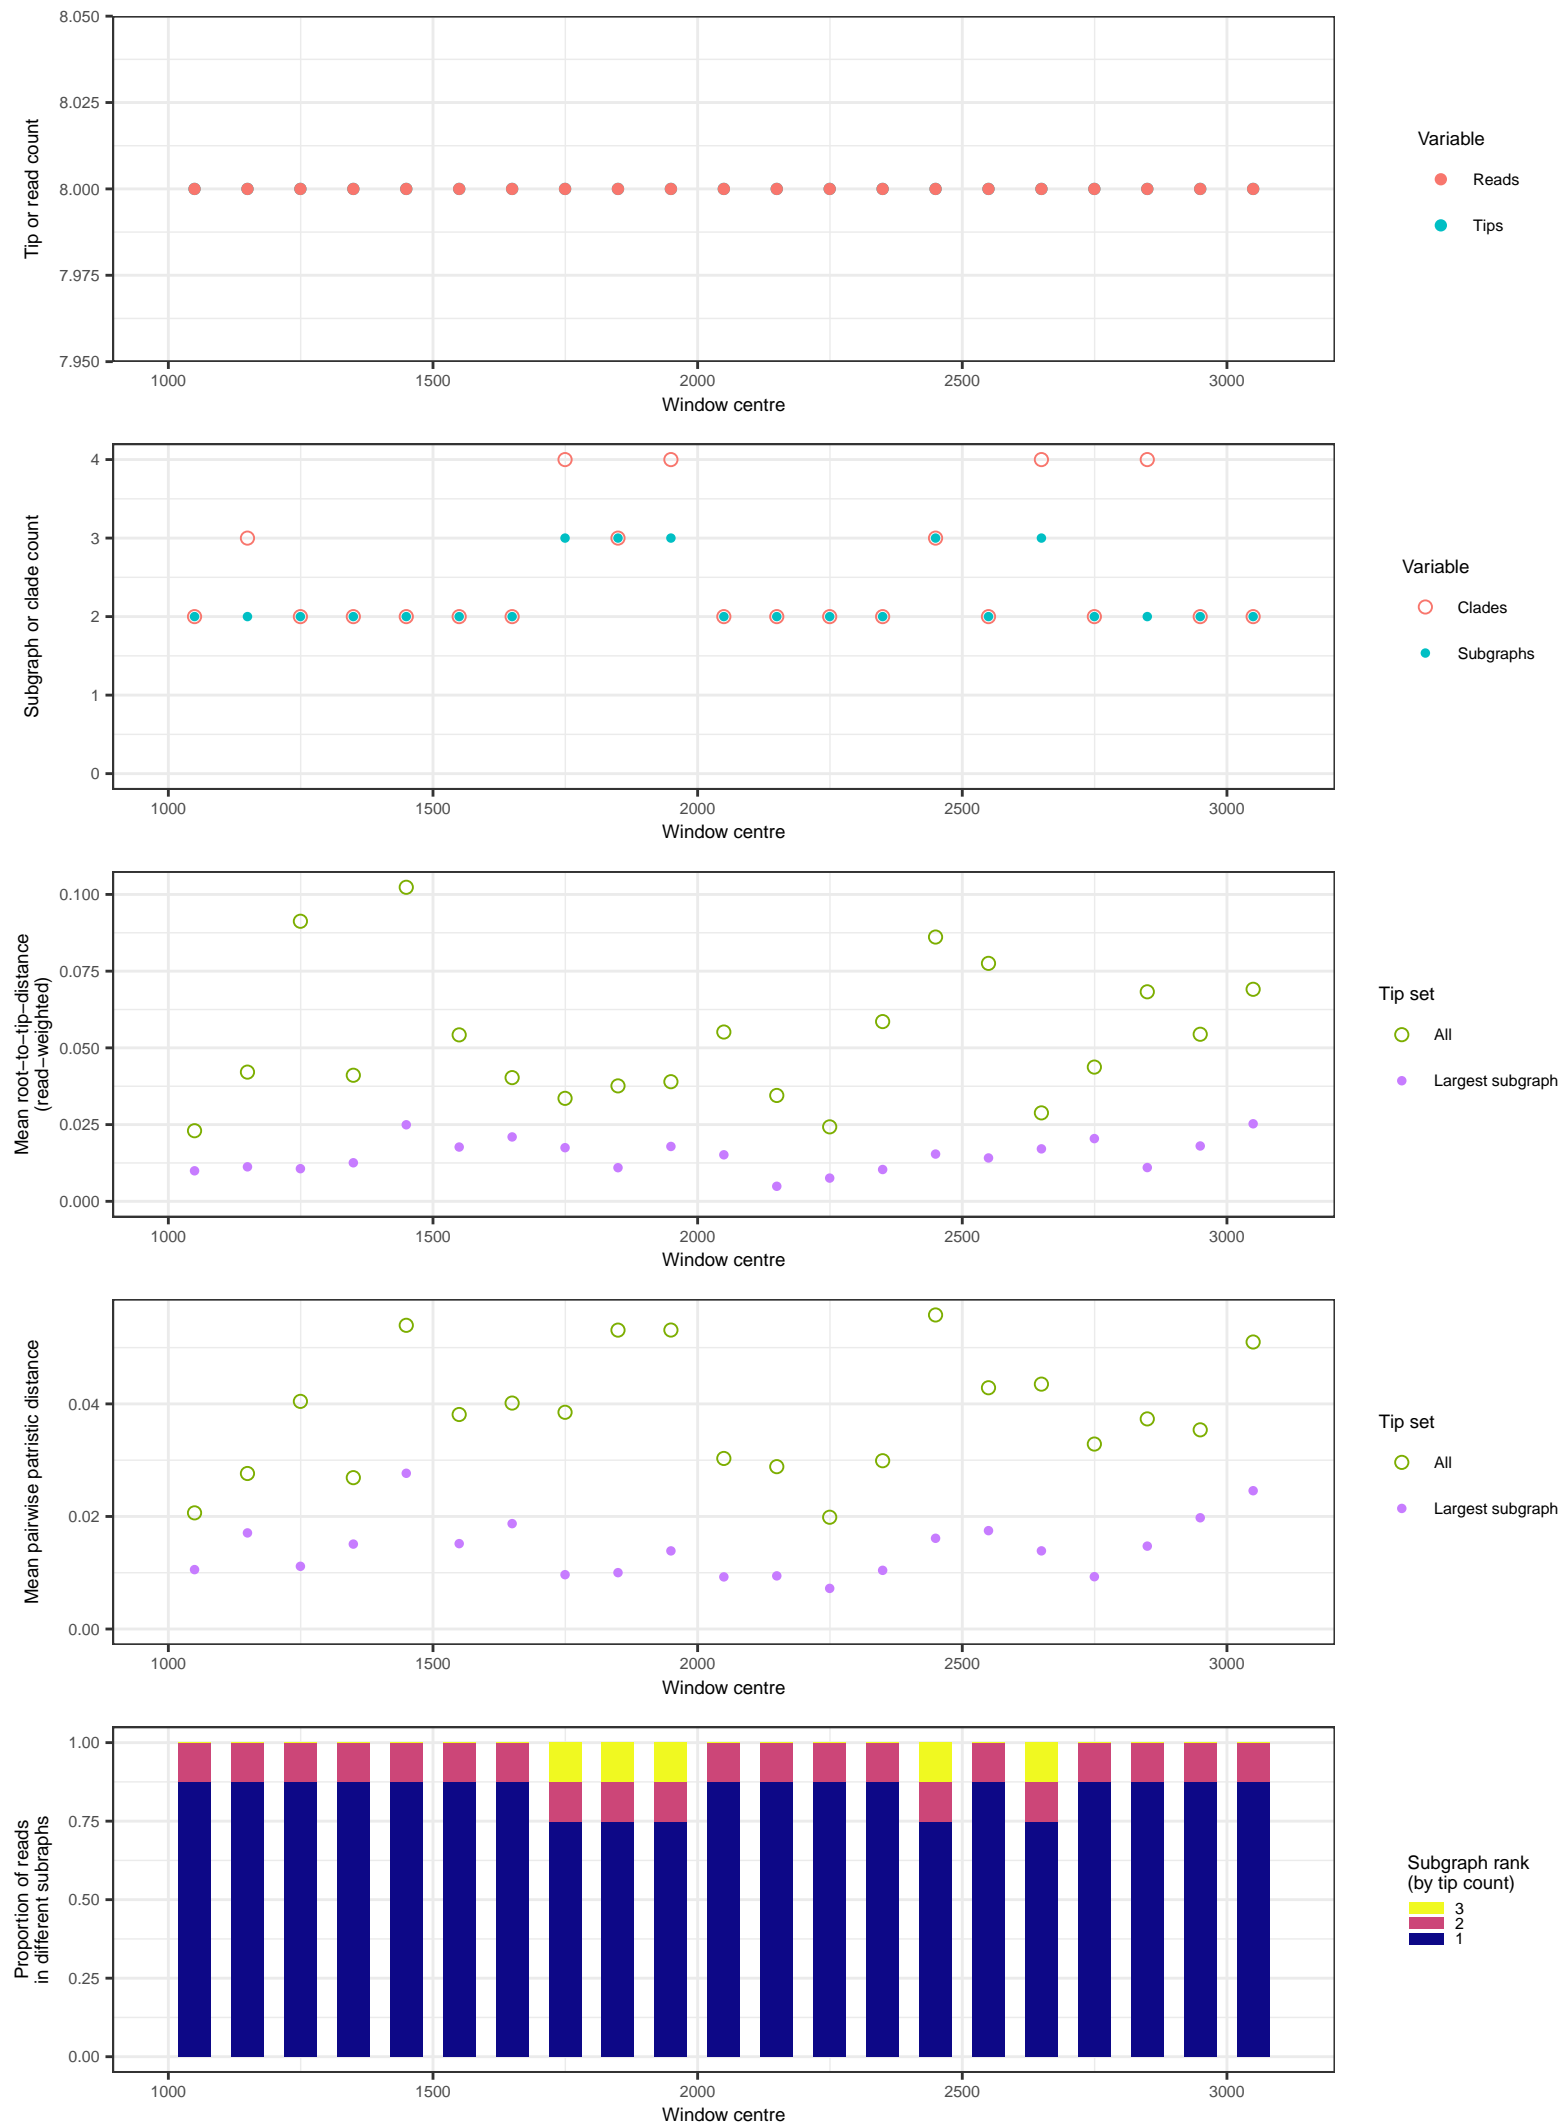 8.050
8.025
8.000
7.975
7.950
Tip or read count
1000 1500 2000 2500 3000
Window centre
Variable
Reads
Tips
4
3
2
1
0
Subgraph or clade count
1000 1500 2000 2500 3000
Window centre
Variable
Clades
Subgraphs
0.100
0.075
0.050
0.025
0.000
Mean root−to−tip−distance
(read−weighted)
1000 1500 2000 2500 3000
Window centre
Tip set
All
Largest subgraph
0.04
0.02
0.00
Mean pairwise patristic distance
1000 1500 2000 2500 3000
Window centre
Tip set
All
Largest subgraph
1.00
0.75
0.50
0.25
0.00
Proportion of reads
in different subraphs
1000 1500 2000 2500 3000
Window centre
Subgraph rank
(by tip count)
3
2
1